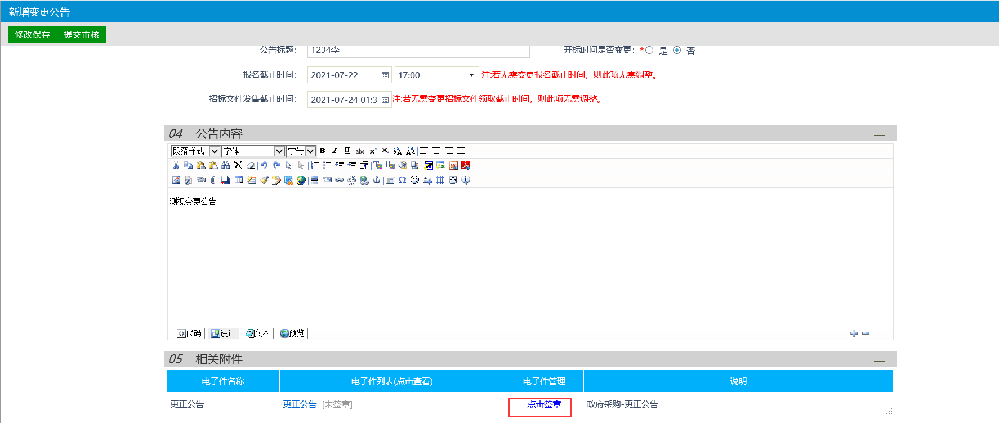 新增变更公告
修改保存 提交审核
公告标题： 1234李 开标时间是否变更： * 是 否
报名截止时间： 2021-07-22 17:00 注:若无需变更报名截止时间，则此项无需调整。
招标文件发售截止时间： 2021-07-24 01:3 注:若无需变更招标文件领取截止时间，则此项无需调整。
04 公告内容
段落样式 字体 字号 B I U abc x² x₂
测视变更公告
代码 设计 文本 预览
05 相关附件
电子件名称 电子件列表(点击查看) 电子件管理 说明
更正公告 更正公告 [未签章] 点击签章 政府采购-更正公告